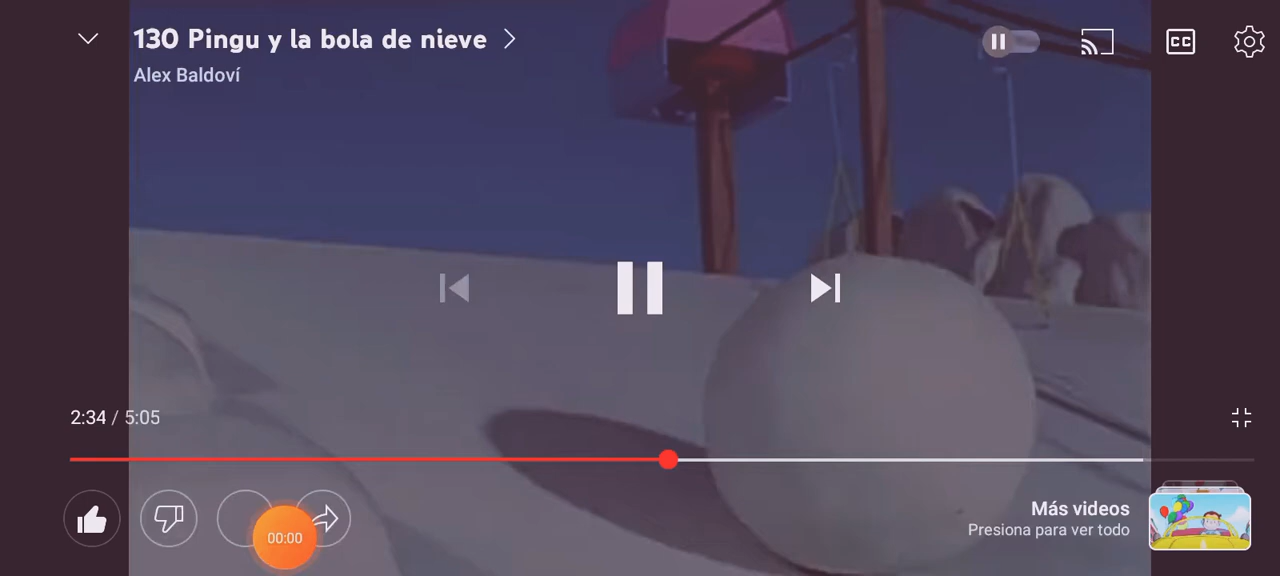 130 Pingu y la bola de nieve
Alex Baldoví
CC
2:34 / 5:05
00:00
Más videos
Presiona para ver todo